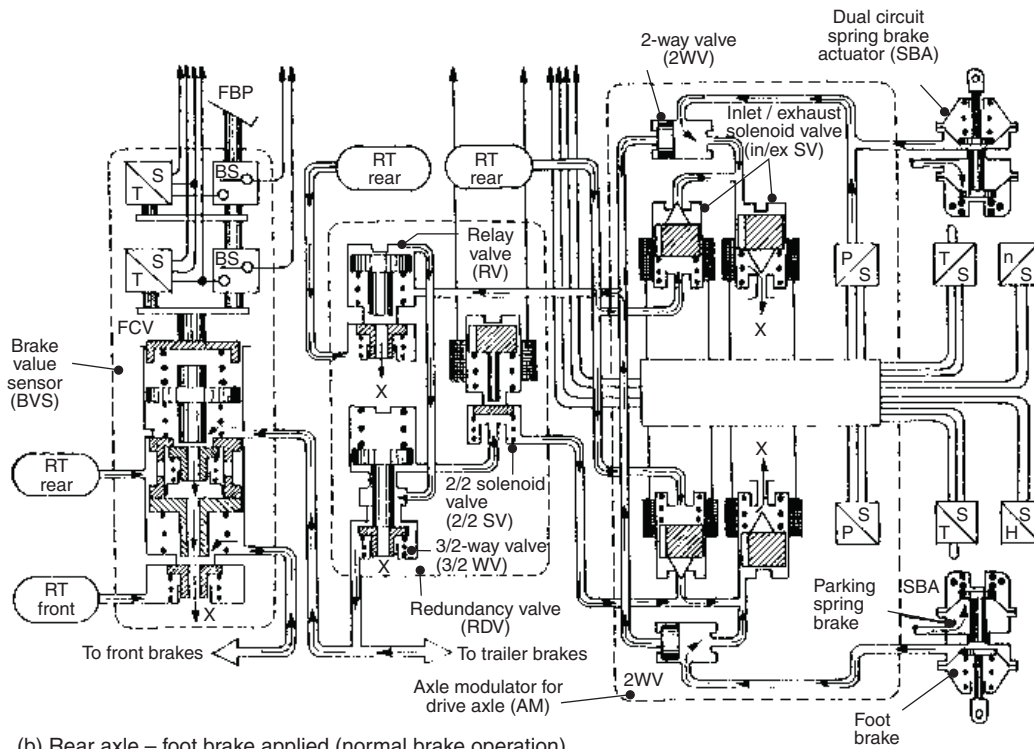 Dual circuit
spring brake
actuator (SBA)
2-way valve
(2WV)
FBP
Inlet / exhaust
solenoid valve
(in/ex SV)
RT
rear
RT
rear
S
T
BS
Relay
valve (RV)
S
T
BS
P
S
T
S
n
S
FCV
X
Brake
value
sensor
(BVS)
X
X
RT
rear
2/2 solenoid
valve
(2/2 SV)
S
P
S
T
S
H
3/2-way valve
(3/2 WV)
X
RT
front
X
Redundancy valve
(RDV)
Parking
spring
brake
SBA
To front brakes
To trailer brakes
2WV
Axle modulator for
drive axle (AM)
Foot
brake
(b) Rear axle – foot brake applied (normal brake operation)